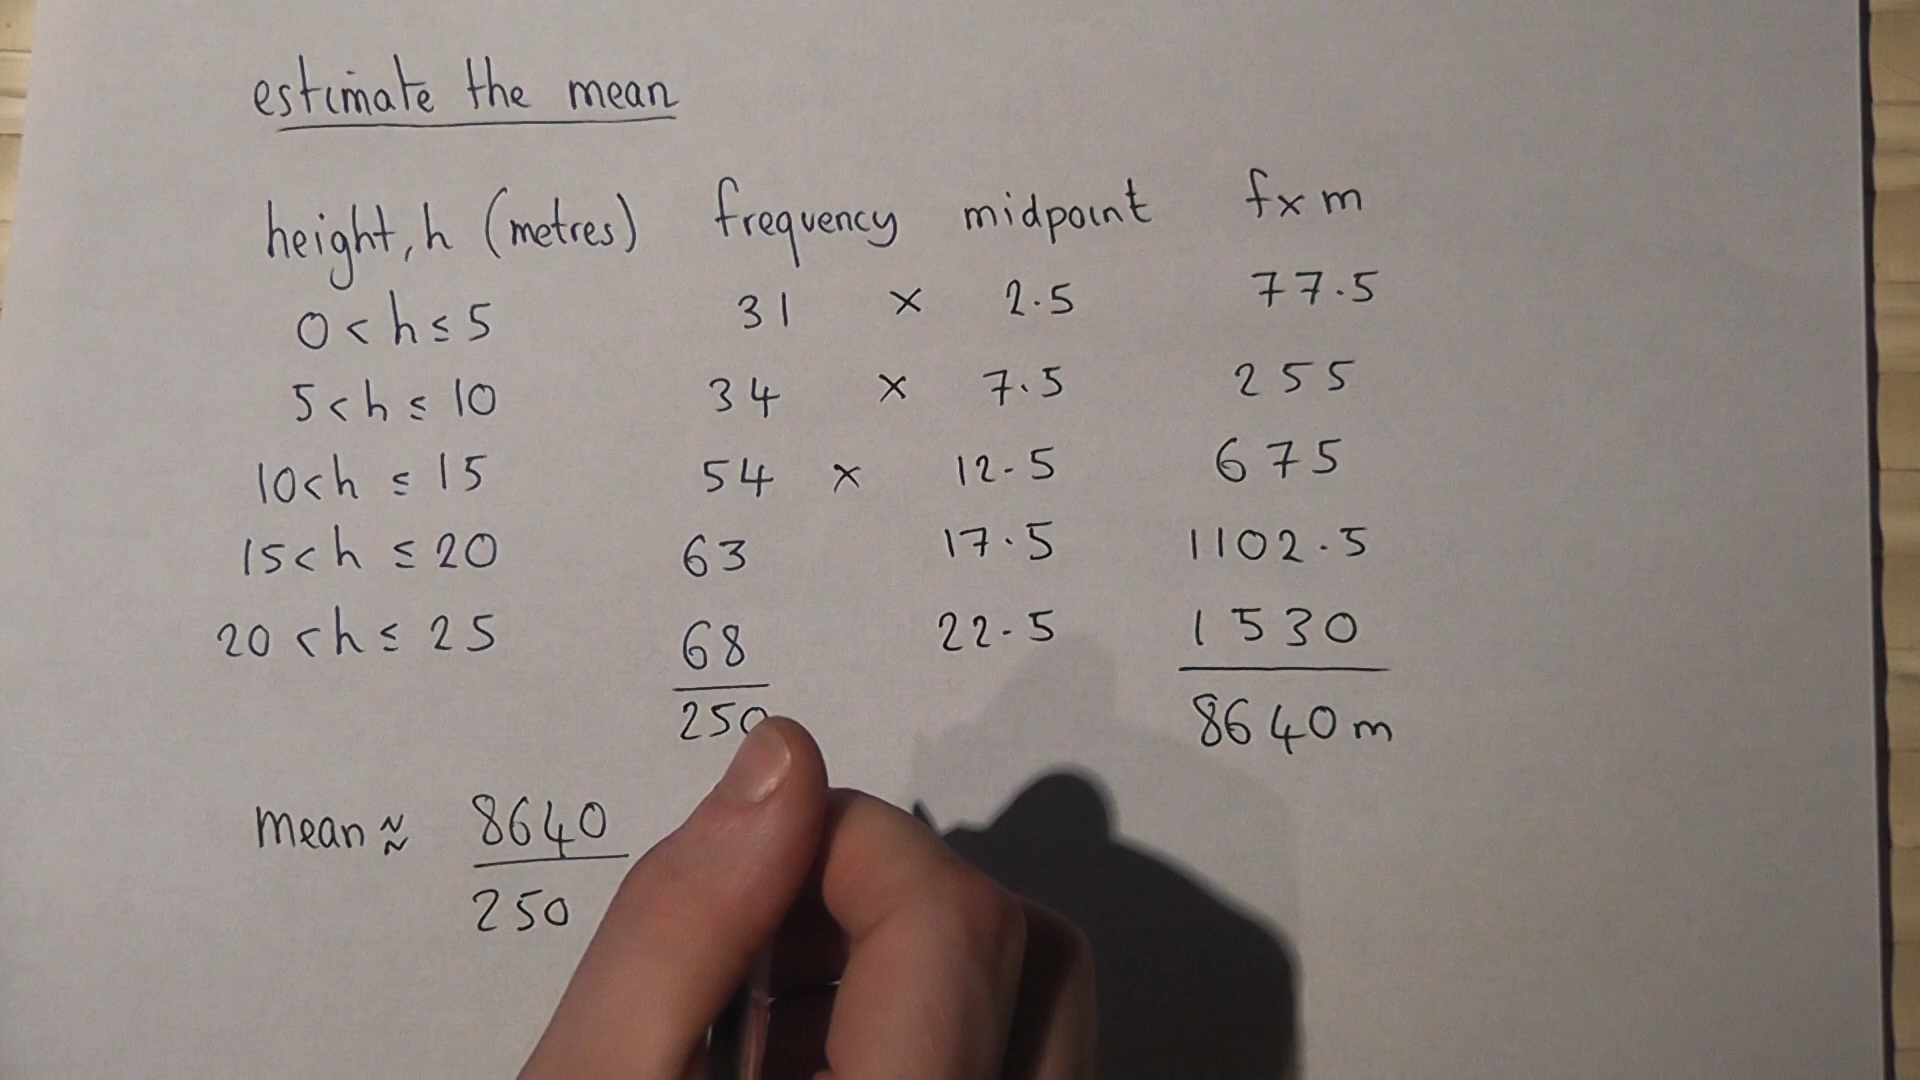 estimate the mean
height, h (metres) frequency midpoint f x m
0 < h ≤ 5 31 x 2.5 77.5
5 < h ≤ 10 34 x 7.5 255
10 < h ≤ 15 54 x 12.5 675
15 < h ≤ 20 63 17.5 1102.5
20 < h ≤ 25 68 22.5 1530
250 8640 m
mean ≈ 8640
250